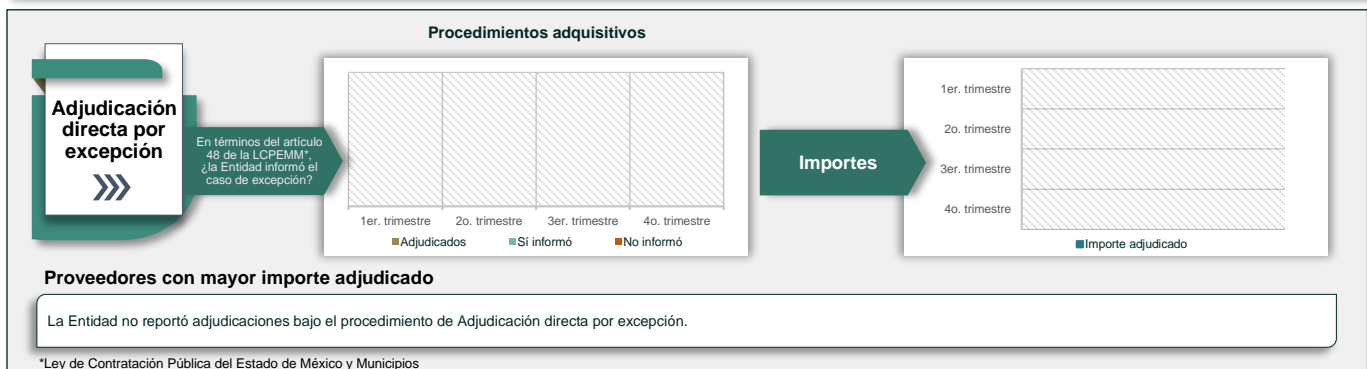 Procedimientos adquisitivos
Adjudicación
directa por
excepción
En términos del artículo
48 de la LCPEMM*,
¿la Entidad informó el
caso de excepción?
1er. trimestre 2o. trimestre 3er. trimestre 4o. trimestre
Adjudicados Sí informó No informó
Importes
1er. trimestre
2o. trimestre
3er. trimestre
4o. trimestre
Importe adjudicado
Proveedores con mayor importe adjudicado
La Entidad no reportó adjudicaciones bajo el procedimiento de Adjudicación directa por excepción.
*Ley de Contratación Pública del Estado de México y Municipios